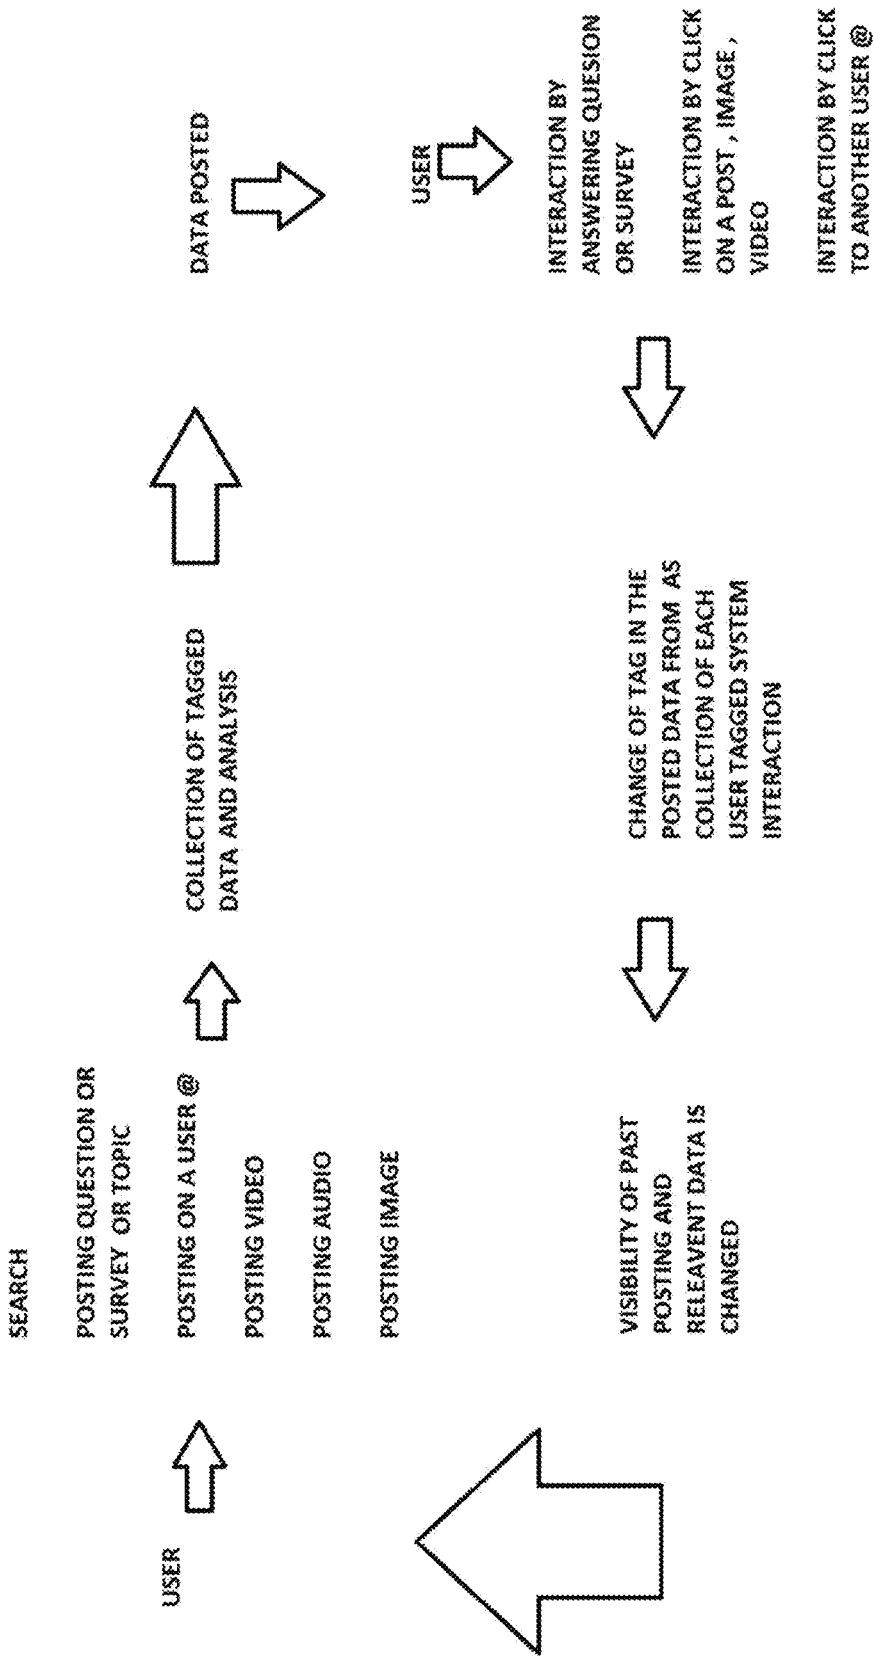 USER
SEARCH
POSTING QUESTION OR
SURVEY OR TOPIC
POSTING ON A USER @
POSTING VIDEO
POSTING AUDIO
POSTING IMAGE
COLLECTION OF TAGGED
DATA AND ANALYSIS
DATA POSTED
USER
INTERACTION BY
ANSWERING QUESION
OR SURVEY
INTERACTION BY CLICK
ON A POST , IMAGE ,
VIDEO
INTERACTION BY CLICK
TO ANOTHER USER @
CHANGE OF TAG IN THE
POSTED DATA FROM AS
COLLECTION OF EACH
USER TAGGED SYSTEM
INTERACTION
VISIBILITY OF PAST
POSTING AND
RELEAVENT DATA IS
CHANGED